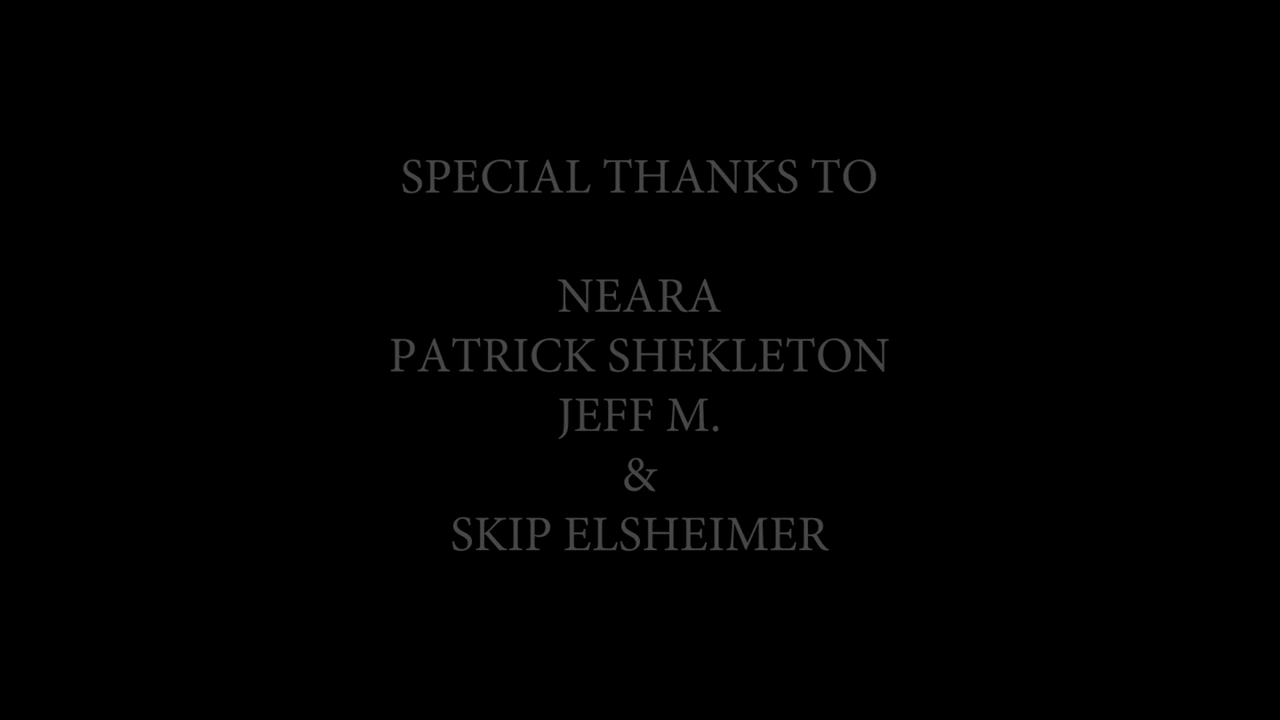 SPECIAL THANKS TO
NEARA
PATRICK SHEKLETON
JEFF M.
&
SKIP ELSHEIMER